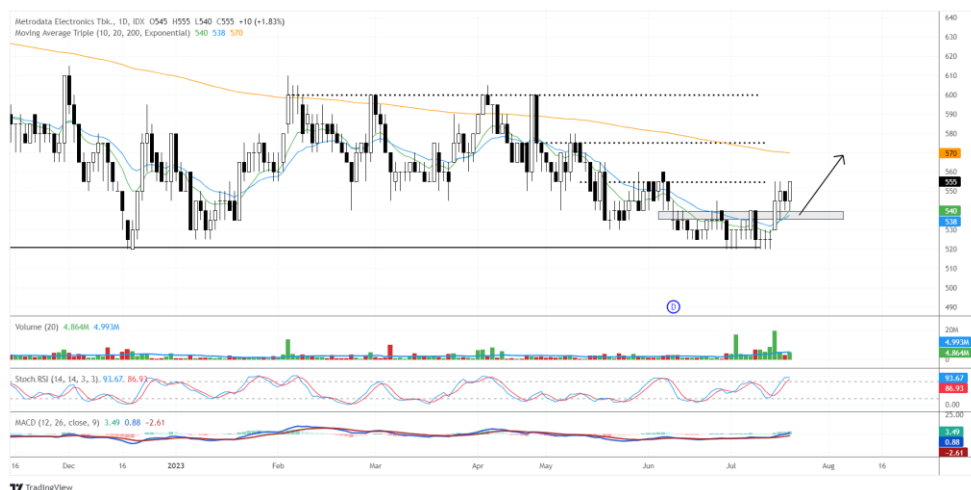 Metrodata Electronics Tbk., 1D, IDX O545 H555 L540 C555 +10 (+1.83%)
Moving Average Triple (10, 20, 200, Exponential) 540 538 570
640
630
620
610
600
590
580
570
560
555
550
540
538
530
520
510
500
490
D
Volume (20) 4.864M 4.993M
20M
4.993M
4.864M
Stoch RSI (14, 14, 3, 3) 93.67 86.93
93.67
86.93
0.00
MACD (12, 26, close, 9) 3.49 0.88 -2.61
25.00
3.49
0.88
-2.61
16 Dec 16 2023 Feb Mar Apr May Jun Jul Aug 16
TradingView